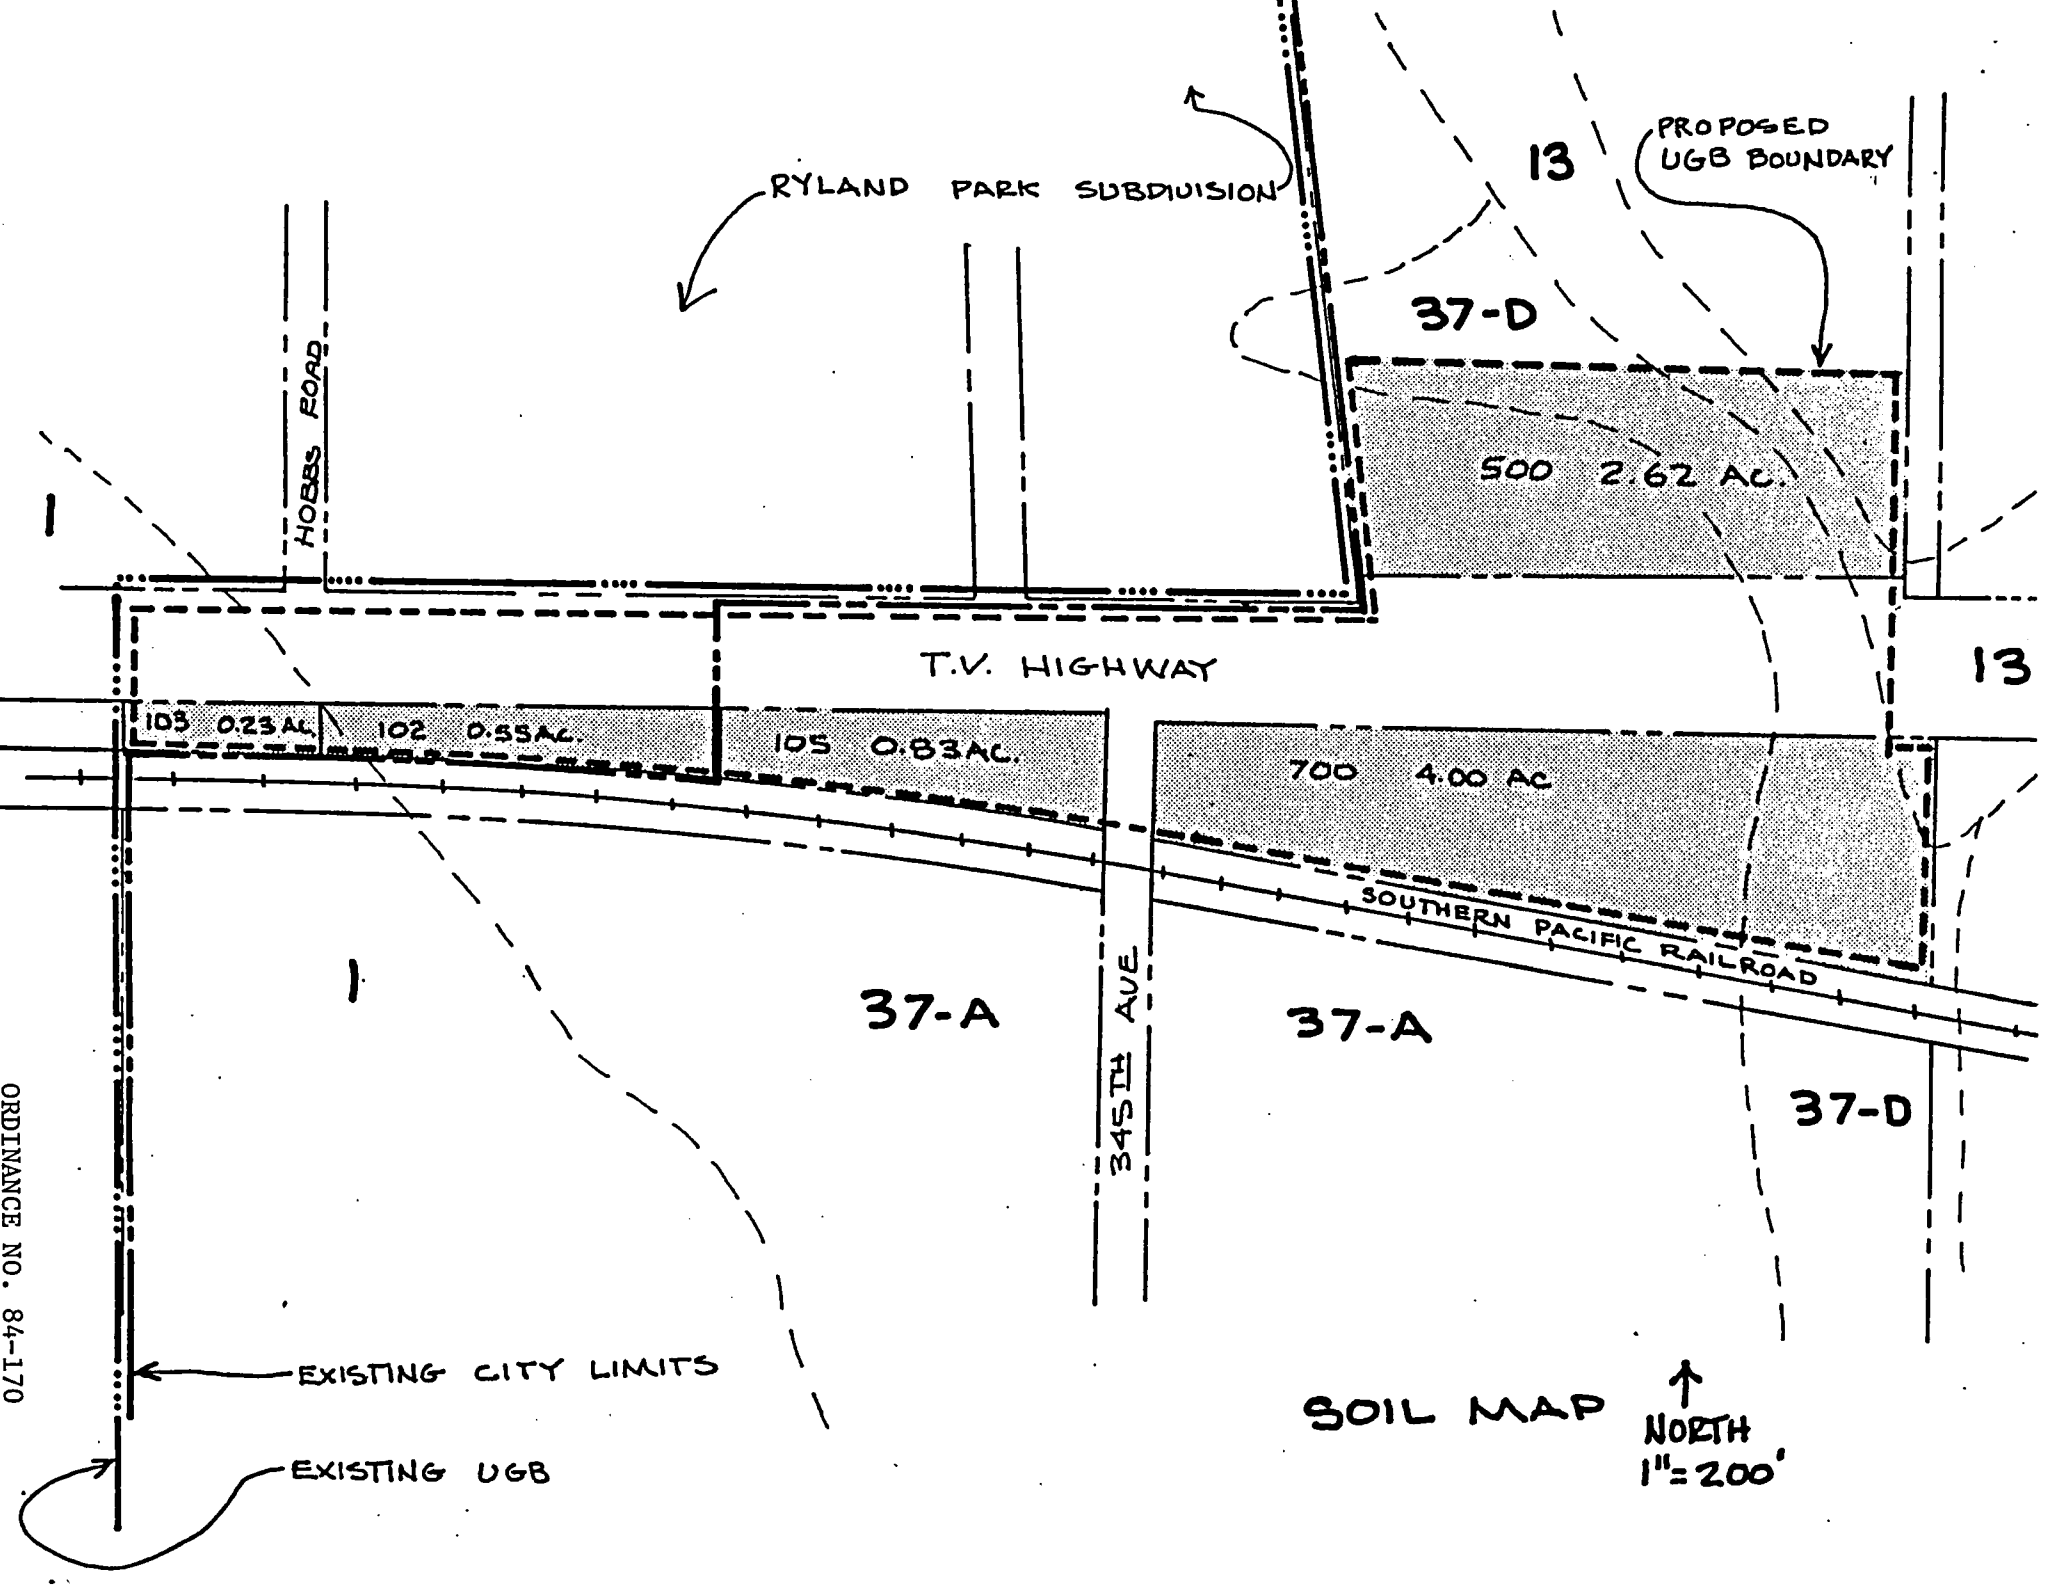 PROPOSED
UGB BOUNDARY
13
RYLAND PARK SUBDIVISION
37-D
HOBBS ROAD
500 2.62 AC.
1
T.V. HIGHWAY
13
103 0.23 AC.
102 0.55 AC.
105 0.83 AC.
700 4.00 AC
SOUTHERN PACIFIC RAILROAD
1
37-A
345TH AVE
37-A
37-D
ORDINANCE NO. 84-170
EXISTING CITY LIMITS
EXISTING UGB
SOIL MAP
NORTH
1"=200'